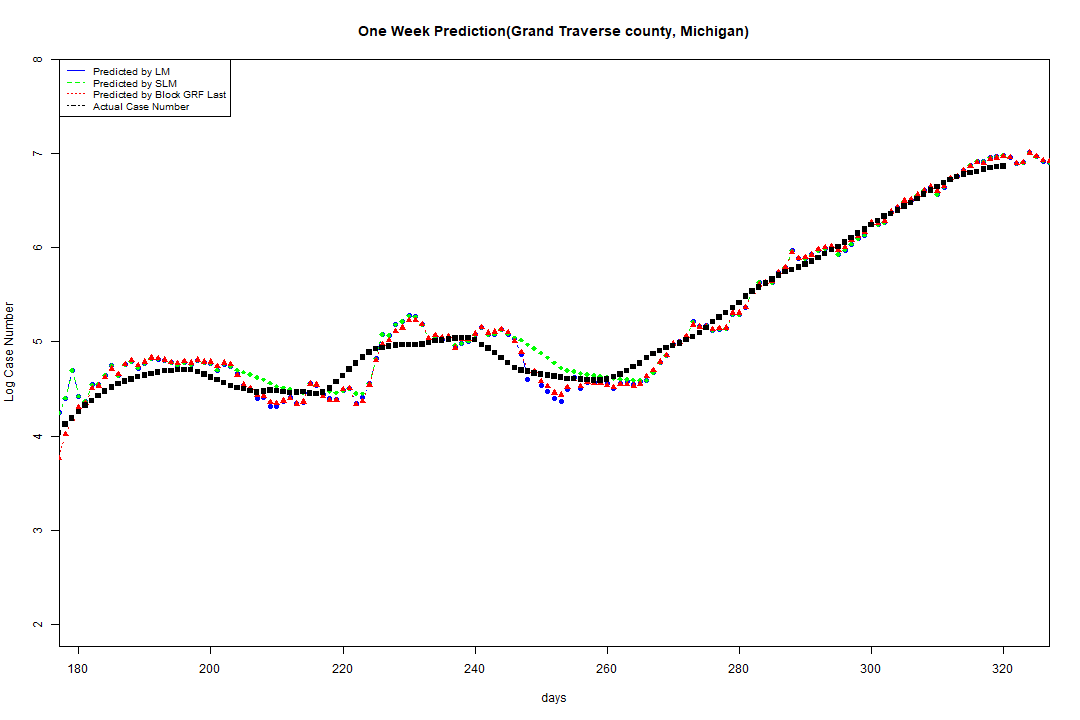 One Week Prediction(Grand Traverse county, Michigan)
Predicted by LM
Predicted by SLM
Predicted by Block GRF Last
Actual Case Number
8
7
6
5
4
3
2
Log Case Number
180 200 220 240 260 280 300 320
days